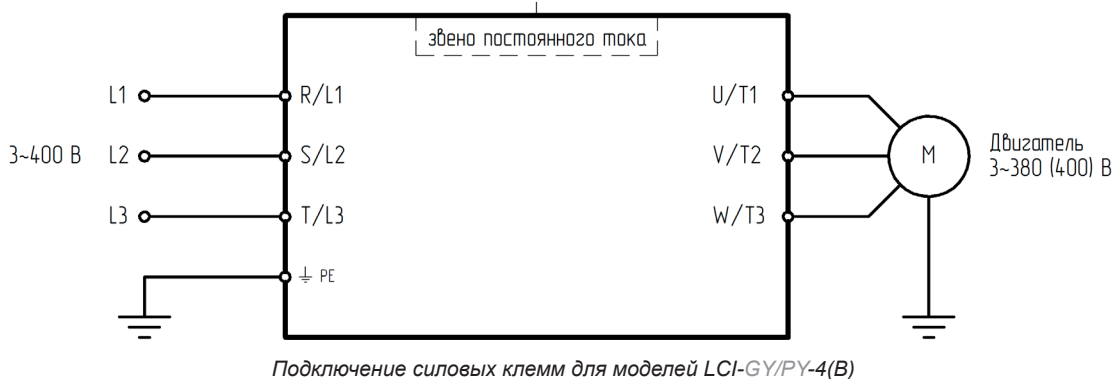 звено постоянного тока
L1 R/L1 U/T1
3~400 В L2 S/L2 V/T2 M Двигатель
3~380 (400) В
L3 T/L3 W/T3
PE
Подключение силовых клемм для моделей LCI-GY/PY-4(B)